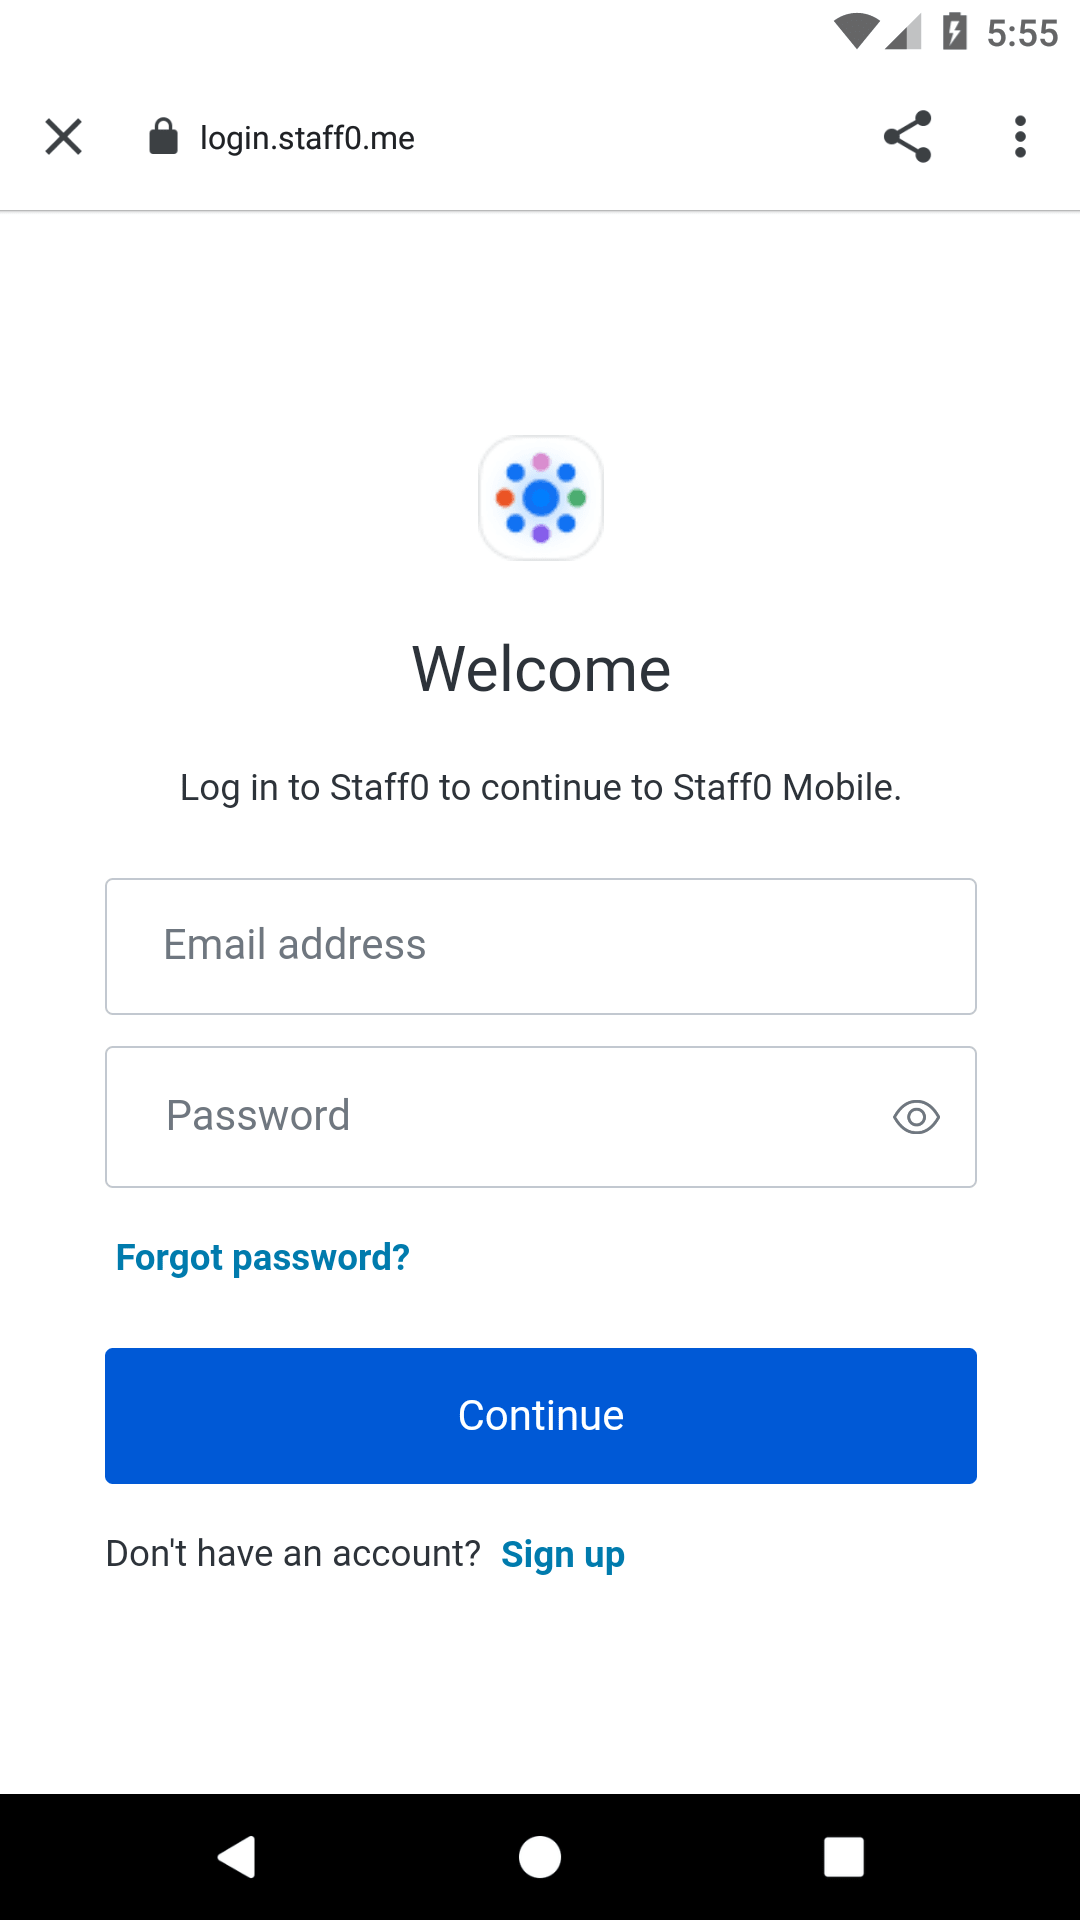 5:55
login.staff0.me
Welcome
Log in to Staff0 to continue to Staff0 Mobile.
Email address
Password
Forgot password?
Continue
Don't have an account? Sign up